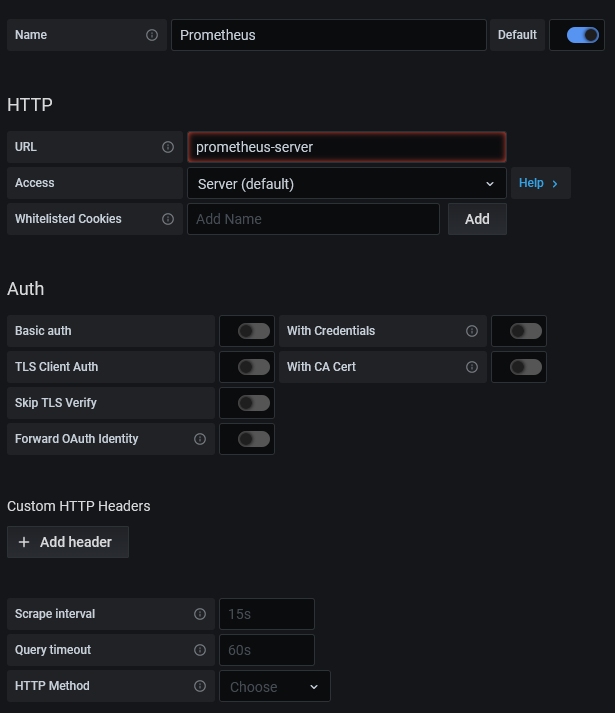 Name Prometheus Default
HTTP
URL prometheus-server
Access Server (default) Help
Whitelisted Cookies Add Name Add
Auth
Basic auth With Credentials
TLS Client Auth With CA Cert
Skip TLS Verify
Forward OAuth Identity
Custom HTTP Headers
+ Add header
Scrape interval 15s
Query timeout 60s
HTTP Method Choose